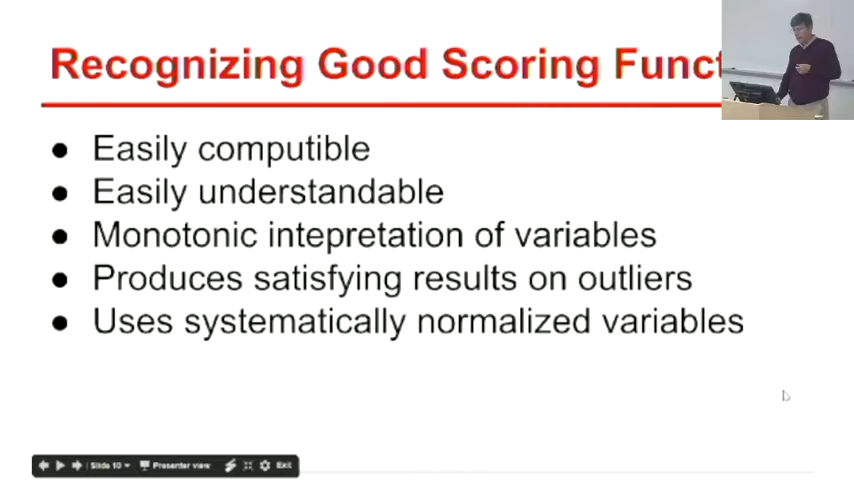 Recognizing Good Scoring Funct
Easily computible
Easily understandable
Monotonic intepretation of variables
Produces satisfying results on outliers
Uses systematically normalized variables
Slide 10
Presenter view
Exit